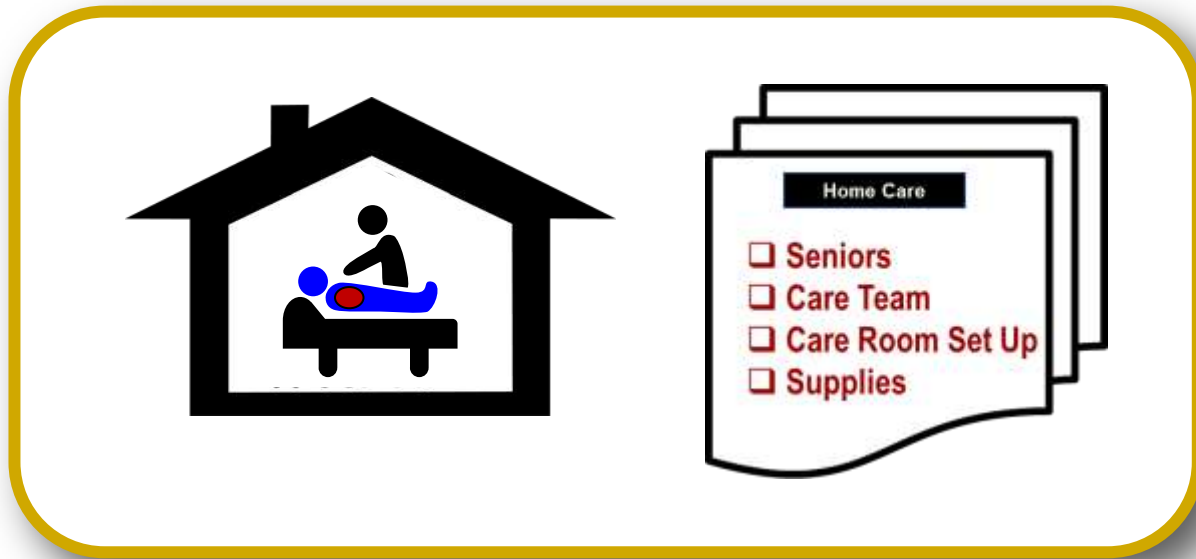 Home Care
❑ Seniors
❑ Care Team
❑ Care Room Set Up
❑ Supplies